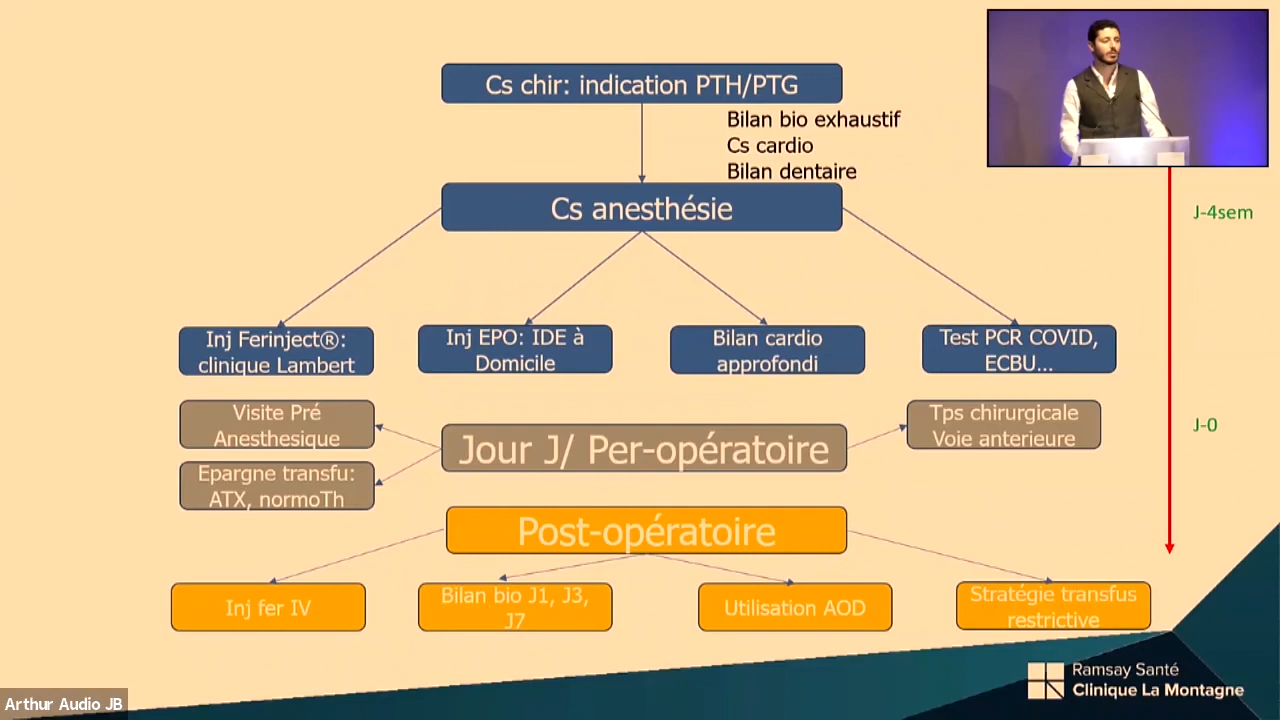 Cs chir: indication PTH/PTG
Bilan bio exhaustif
Cs cardio
Bilan dentaire
Cs anesthésie
J-4sem
Inj Ferinject®:
clinique Lambert
Inj EPO: IDE à
Domicile
Bilan cardio
approfondi
Test PCR COVID,
ECBU...
Visite Pré
Anesthesique
Epargne transfu:
ATX, normoTh
Jour J/ Per-opératoire
Tps chirurgicale
Voie anterieure
J-0
Post-opératoire
Inj fer IV
Bilan bio J1, J3,
J7
Utilisation AOD
Stratégie transfus
restrictive
Ramsay Santé
Clinique La Montagne
Arthur Audio JB